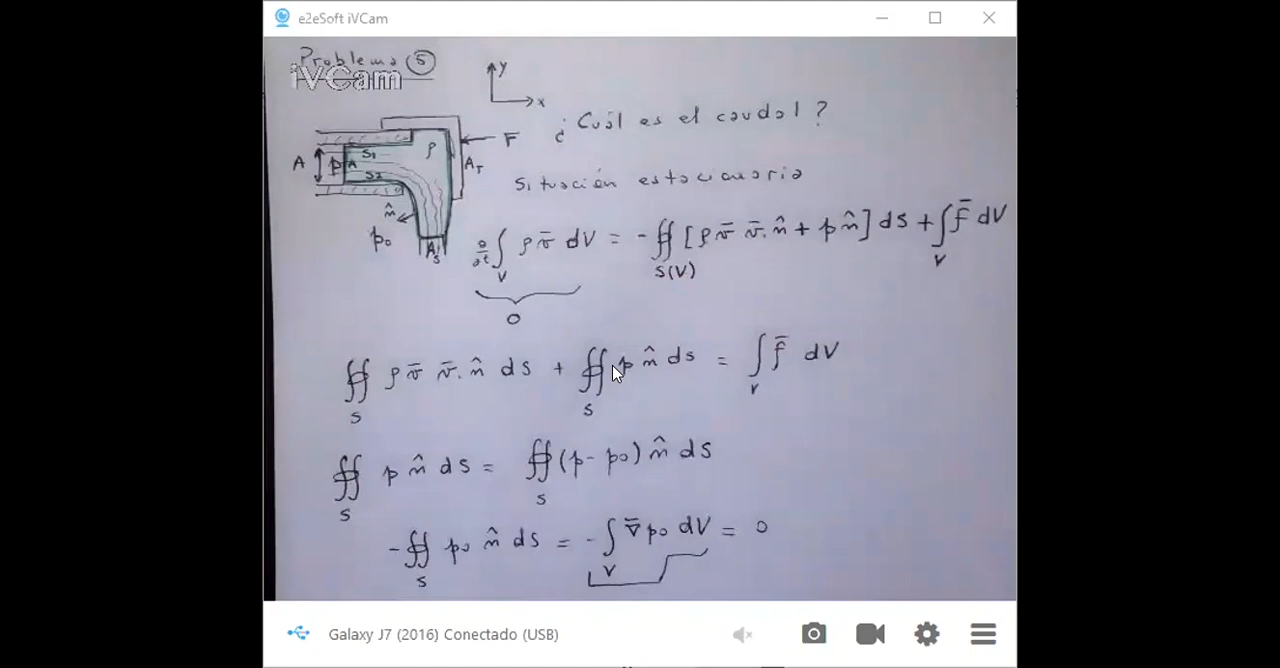 e2eSoft iVCam
Problema 5
iVCam
y
x
¿Cuál es el caudal?
A p A S1 S2 ρ F A_T
Situación estacionaria
n̂
p₀
A_S
∂/∂t ∫_V ρ v̄ dV = - ∯_S(V) [ρ v̄ v̄.n̂ + p n̂] dS + ∫_V f̄ dV
0
∯_S ρ v̄ v̄.n̂ dS + ∯_S p n̂ dS = ∫_V f̄ dV
∯_S p n̂ dS = ∯_S (p - p₀) n̂ dS
- ∯_S p₀ n̂ dS = - ∫_V ∇̄p₀ dV = 0
Galaxy J7 (2016) Conectado (USB)